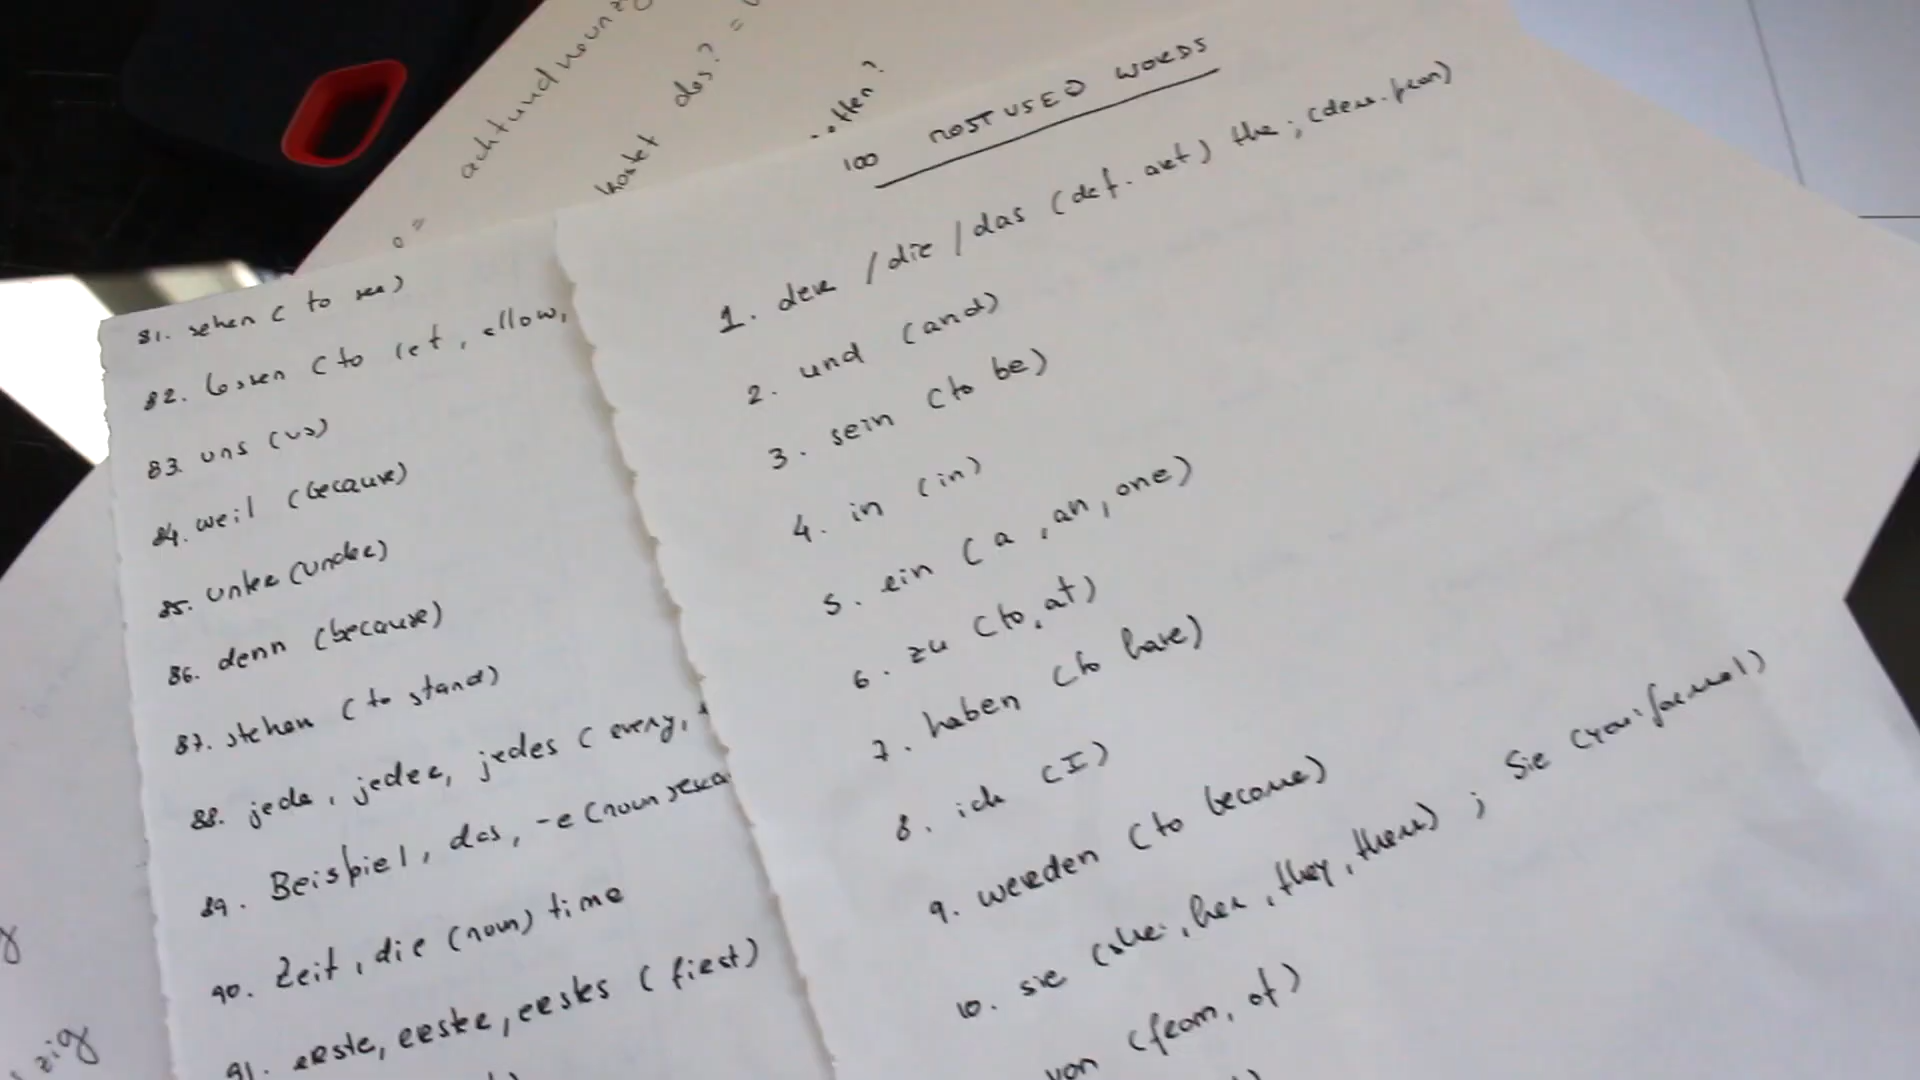 achtundneunzig
kostet das? =
100 MOST USED WORDS
1. der / die / das (def. art) the ; (dem. pron)
2. und (and)
3. sein (to be)
4. in (in)
5. ein (a, an, one)
6. zu (to, at)
7. haben (to have)
8. ich (I)
9. werden (to become)
10. sie (she, her, they, them) ; Sie (you: formal)
von (from, of)
81. sehen (to see)
82. lassen (to let, allow,
83. uns (us)
84. weil (because)
85. unter (under)
86. denn (because)
87. stehen (to stand)
88. jede, jeder, jedes (every,
89. Beispiel, das, -e (noun
90. Zeit, die (noun) time
91. erste, erster, erstes (first)
zig